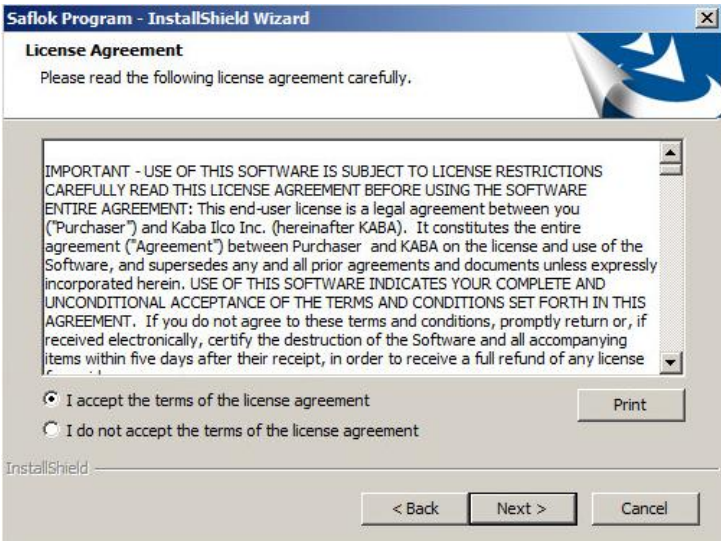 Saflok Program - InstallShield Wizard
License Agreement
Please read the following license agreement carefully.
IMPORTANT - USE OF THIS SOFTWARE IS SUBJECT TO LICENSE RESTRICTIONS
CAREFULLY READ THIS LICENSE AGREEMENT BEFORE USING THE SOFTWARE
ENTIRE AGREEMENT: This end-user license is a legal agreement between you
("Purchaser") and Kaba Ilco Inc. (hereinafter KABA).  It constitutes the entire
agreement ("Agreement") between Purchaser  and KABA on the license and use of the
Software, and supersedes any and all prior agreements and documents unless expressly
incorporated herein. USE OF THIS SOFTWARE INDICATES YOUR COMPLETE AND
UNCONDITIONAL ACCEPTANCE OF THE TERMS AND CONDITIONS SET FORTH IN THIS
AGREEMENT.  If you do not agree to these terms and conditions, promptly return or, if
received electronically, certify the destruction of the Software and all accompanying
items within five days after their receipt, in order to receive a full refund of any license
I accept the terms of the license agreement
Print
I do not accept the terms of the license agreement
InstallShield
< Back
Next >
Cancel